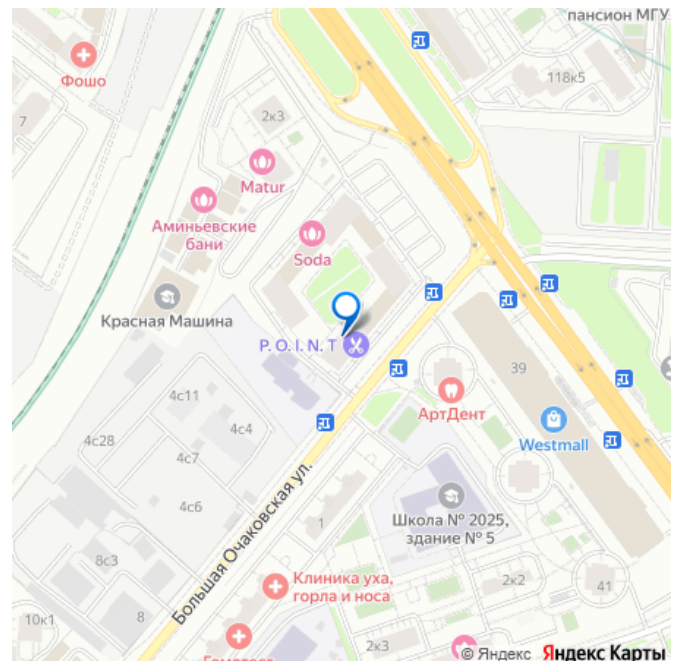 пансион МГУ
Фошо
118к5
7
2к3
Matur
Аминьевские
бани
Soda
Красная Машина
P. O. I. N. T
39
АртДент
4с11
4с4
Westmall
4с28
4с7
4с6
Большая Очаковская ул.
1
Школа № 2025,
здание № 5
8с3
Клиника уха,
горла и носа
2к2
41
10к1
8
2к3
© Яндекс Яндекс Карты